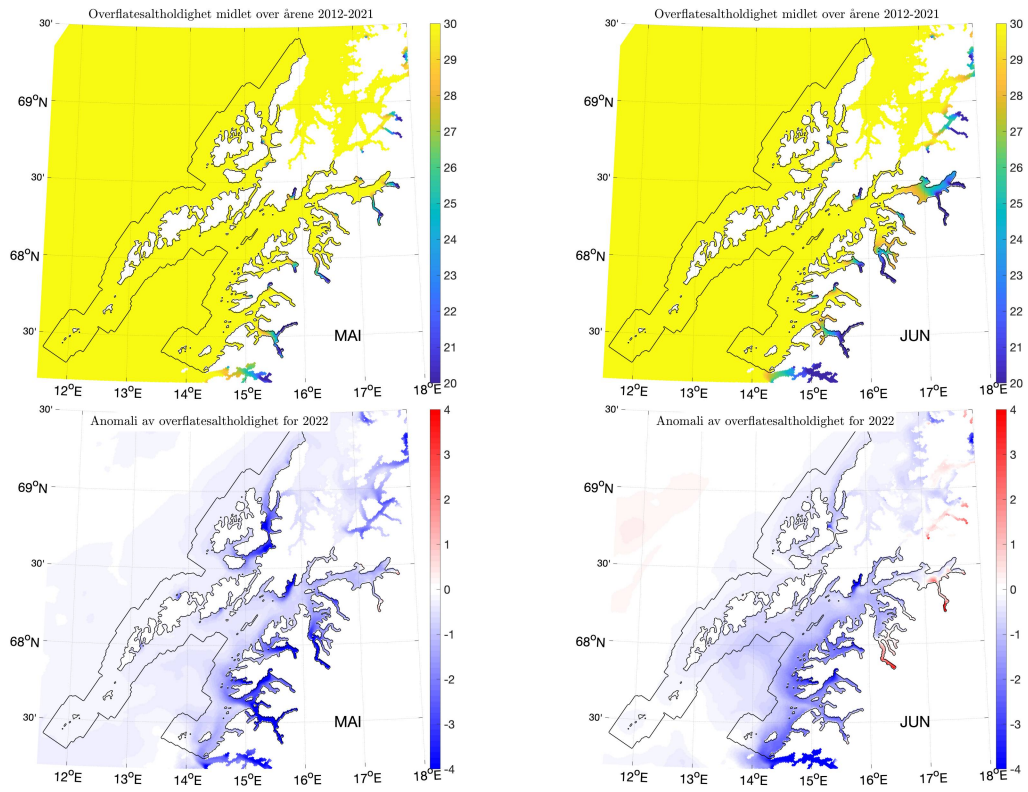 Overflatesaltholdighet midlet over årene 2012-2021
30'
69°N
30'
68°N
30'
12°E 13°E 14°E 15°E 16°E 17°E 18°E
MAI
30
29
28
27
26
25
24
23
22
21
20
Overflatesaltholdighet midlet over årene 2012-2021
30'
69°N
30'
68°N
30'
12°E 13°E 14°E 15°E 16°E 17°E 18°E
JUN
30
29
28
27
26
25
24
23
22
21
20
Anomali av overflatesaltholdighet for 2022
30'
69°N
30'
68°N
30'
12°E 13°E 14°E 15°E 16°E 17°E 18°E
MAI
4
3
2
1
0
-1
-2
-3
-4
Anomali av overflatesaltholdighet for 2022
30'
69°N
30'
68°N
30'
12°E 13°E 14°E 15°E 16°E 17°E 18°E
JUN
4
3
2
1
0
-1
-2
-3
-4